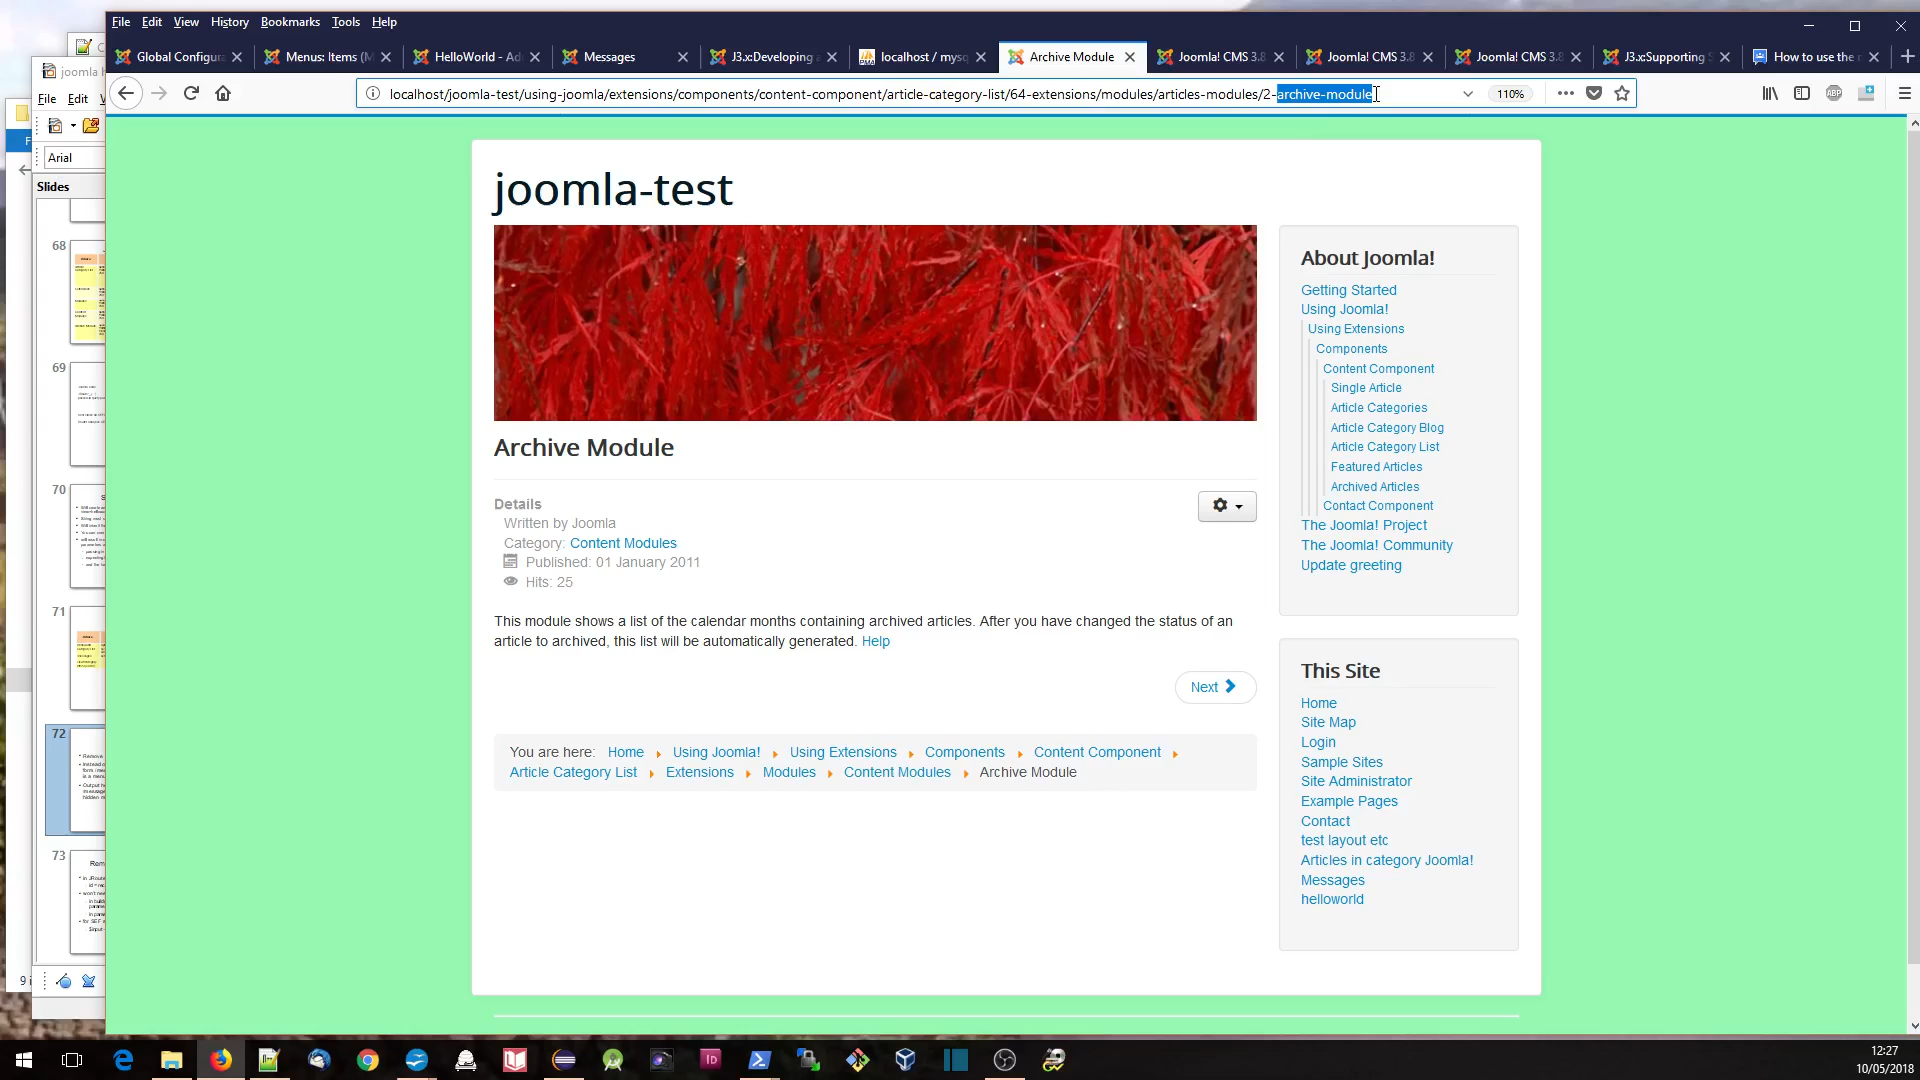 File Edit View History Bookmarks Tools Help
Global Configura
Menus: Items (M
HelloWorld - Ad
Messages
J3.x:Developing a
localhost / mysq
Archive Module
Joomla! CMS 3.8
Joomla! CMS 3.8
Joomla! CMS 3.8
J3.x:Supporting S
How to use the
joomla
localhost/joomla-test/using-joomla/extensions/components/content-component/article-category-list/64-extensions/modules/articles-modules/2-archive-module
110%
ABP
File Edit V
Arial
Slides
68
69
70
71
72
73
joomla-test
Archive Module
Details
Written by Joomla
Category: Content Modules
Published: 01 January 2011
Hits: 25
This module shows a list of the calendar months containing archived articles. After you have changed the status of an
article to archived, this list will be automatically generated. Help
Next
You are here: Home Using Joomla! Using Extensions Components Content Component
Article Category List Extensions Modules Content Modules Archive Module
About Joomla!
Getting Started
Using Joomla!
Using Extensions
Components
Content Component
Single Article
Article Categories
Article Category Blog
Article Category List
Featured Articles
Archived Articles
Contact Component
The Joomla! Project
The Joomla! Community
Update greeting
This Site
Home
Site Map
Login
Sample Sites
Site Administrator
Example Pages
Contact
test layout etc
Articles in category Joomla!
Messages
helloworld
12:27
10/05/2018